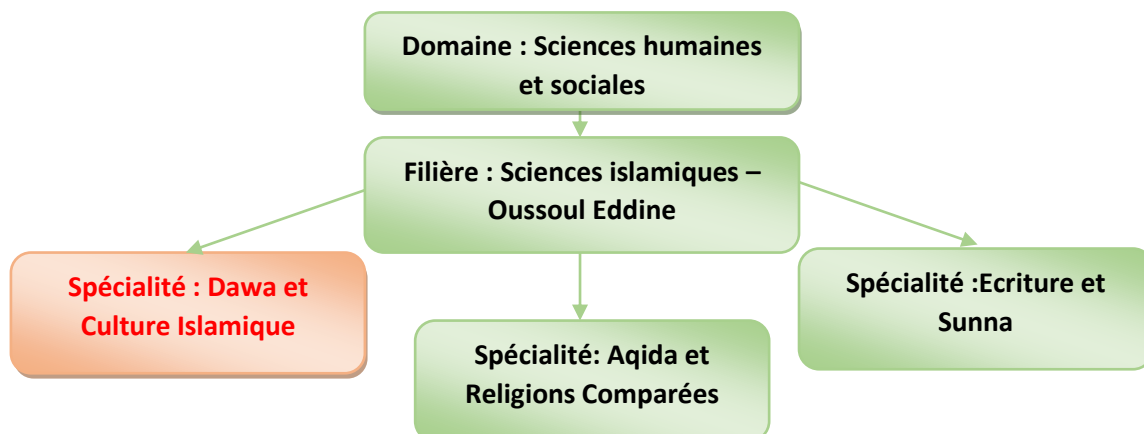 Domaine : Sciences humaines
et sociales
Filière : Sciences islamiques –
Oussoul Eddine
Spécialité : Dawa et
Culture Islamique
Spécialité: Aqida et
Religions Comparées
Spécialité :Ecriture et
Sunna